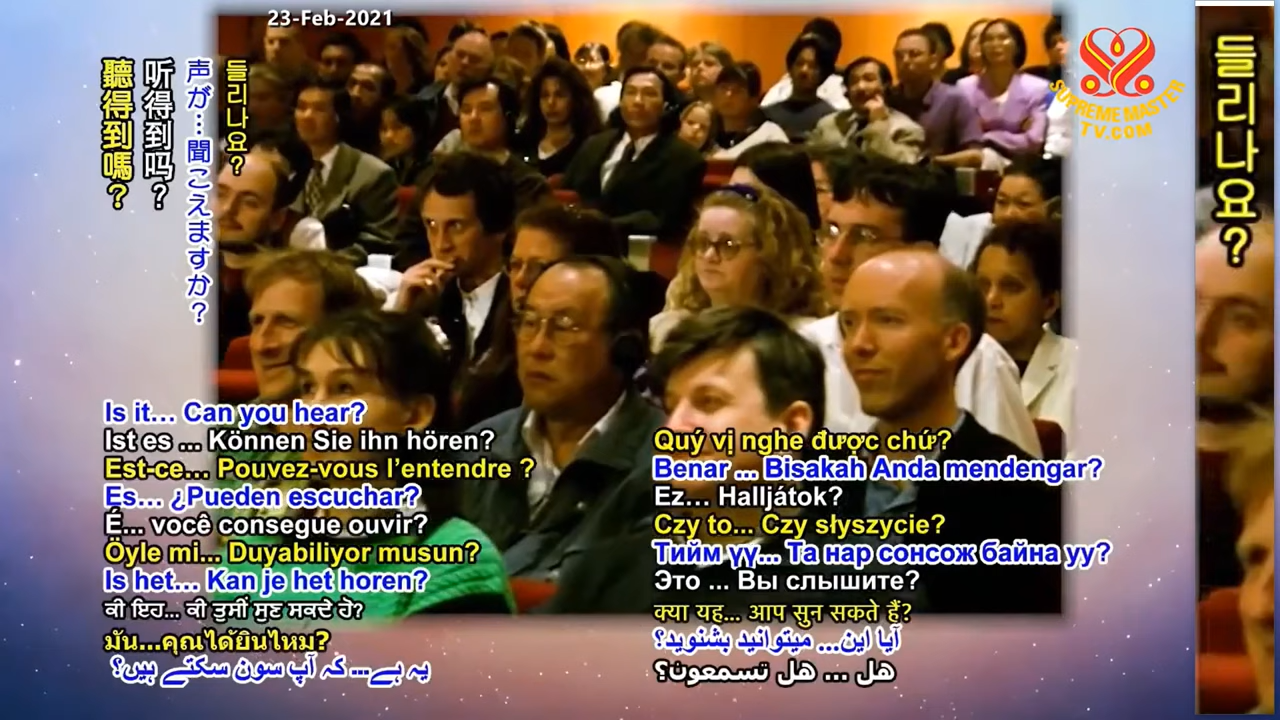 23-Feb-2021
SUPREME MASTER
TV.COM
들리나요?
声が…聞こえますか?
听得到吗?
聽得到嗎?
Is it… Can you hear?
Ist es ... Können Sie ihn hören?
Est-ce... Pouvez-vous l’entendre ?
Es… ¿Pueden escuchar?
É... você consegue ouvir?
Öyle mi... Duyabiliyor musun?
Is het… Kan je het horen?
ਕੀ ਇਹ... ਕੀ ਤੁਸੀਂ ਸੁਣ ਸਕਦੇ ਹੋ?
มัน...คุณได้ยินไหม?
یہ ہے... کہ آپ سون سکتے ہیں؟
Quý vị nghe được chứ?
Benar ... Bisakah Anda mendengar?
Ez… Halljátok?
Czy to... Czy słyszycie?
Тийм үү... Та нар сонсож байна уу?
Это ... Вы слышите?
क्या यह... आप सुन सकते हैं?
آیا این... میتوانید بشنوید؟
هل ... هل تسمعون؟
들리나요?